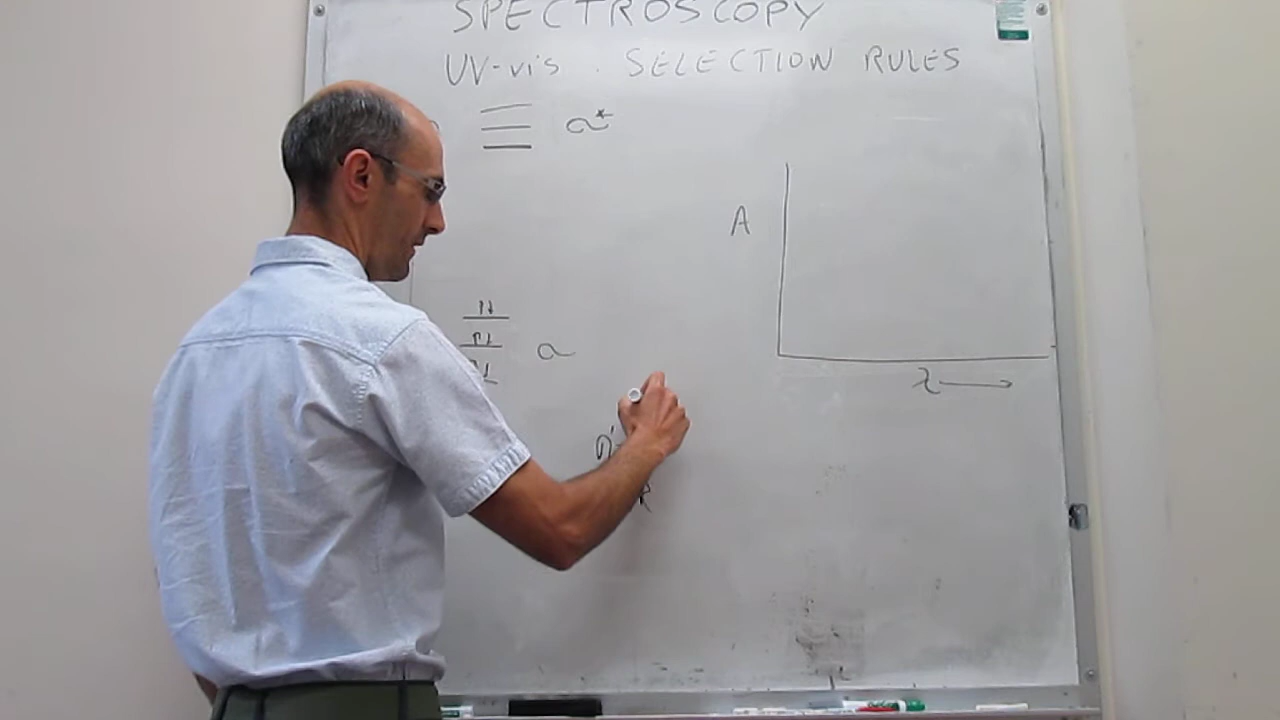 SPECTROSCOPY
UV-vis. SELECTION RULES
σ*
A
σ
λ